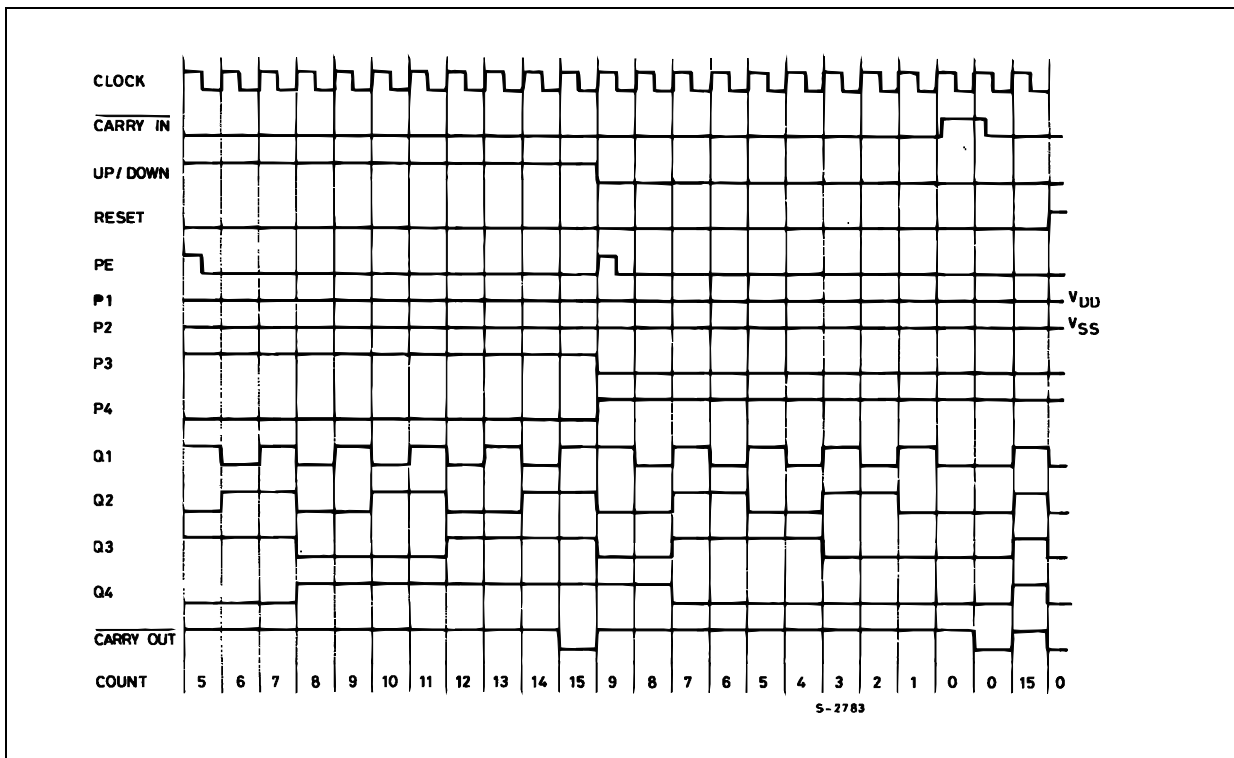 CLOCK
CARRY IN
UP/DOWN
RESET
PE
P1 VDD
P2 VSS
P3
P4
Q1
Q2
Q3
Q4
CARRY OUT
COUNT 5 6 7 8 9 10 11 12 13 14 15 9 8 7 6 5 4 3 2 1 0 0 15 0
S-2783